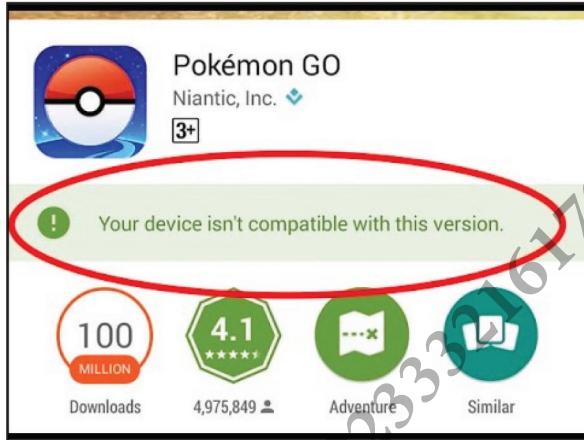 Pokémon GO
Niantic, Inc.
3+
! Your device isn't compatible with this version.
100
MILLION
4.1
Downloads
4,975,849
Adventure
Similar